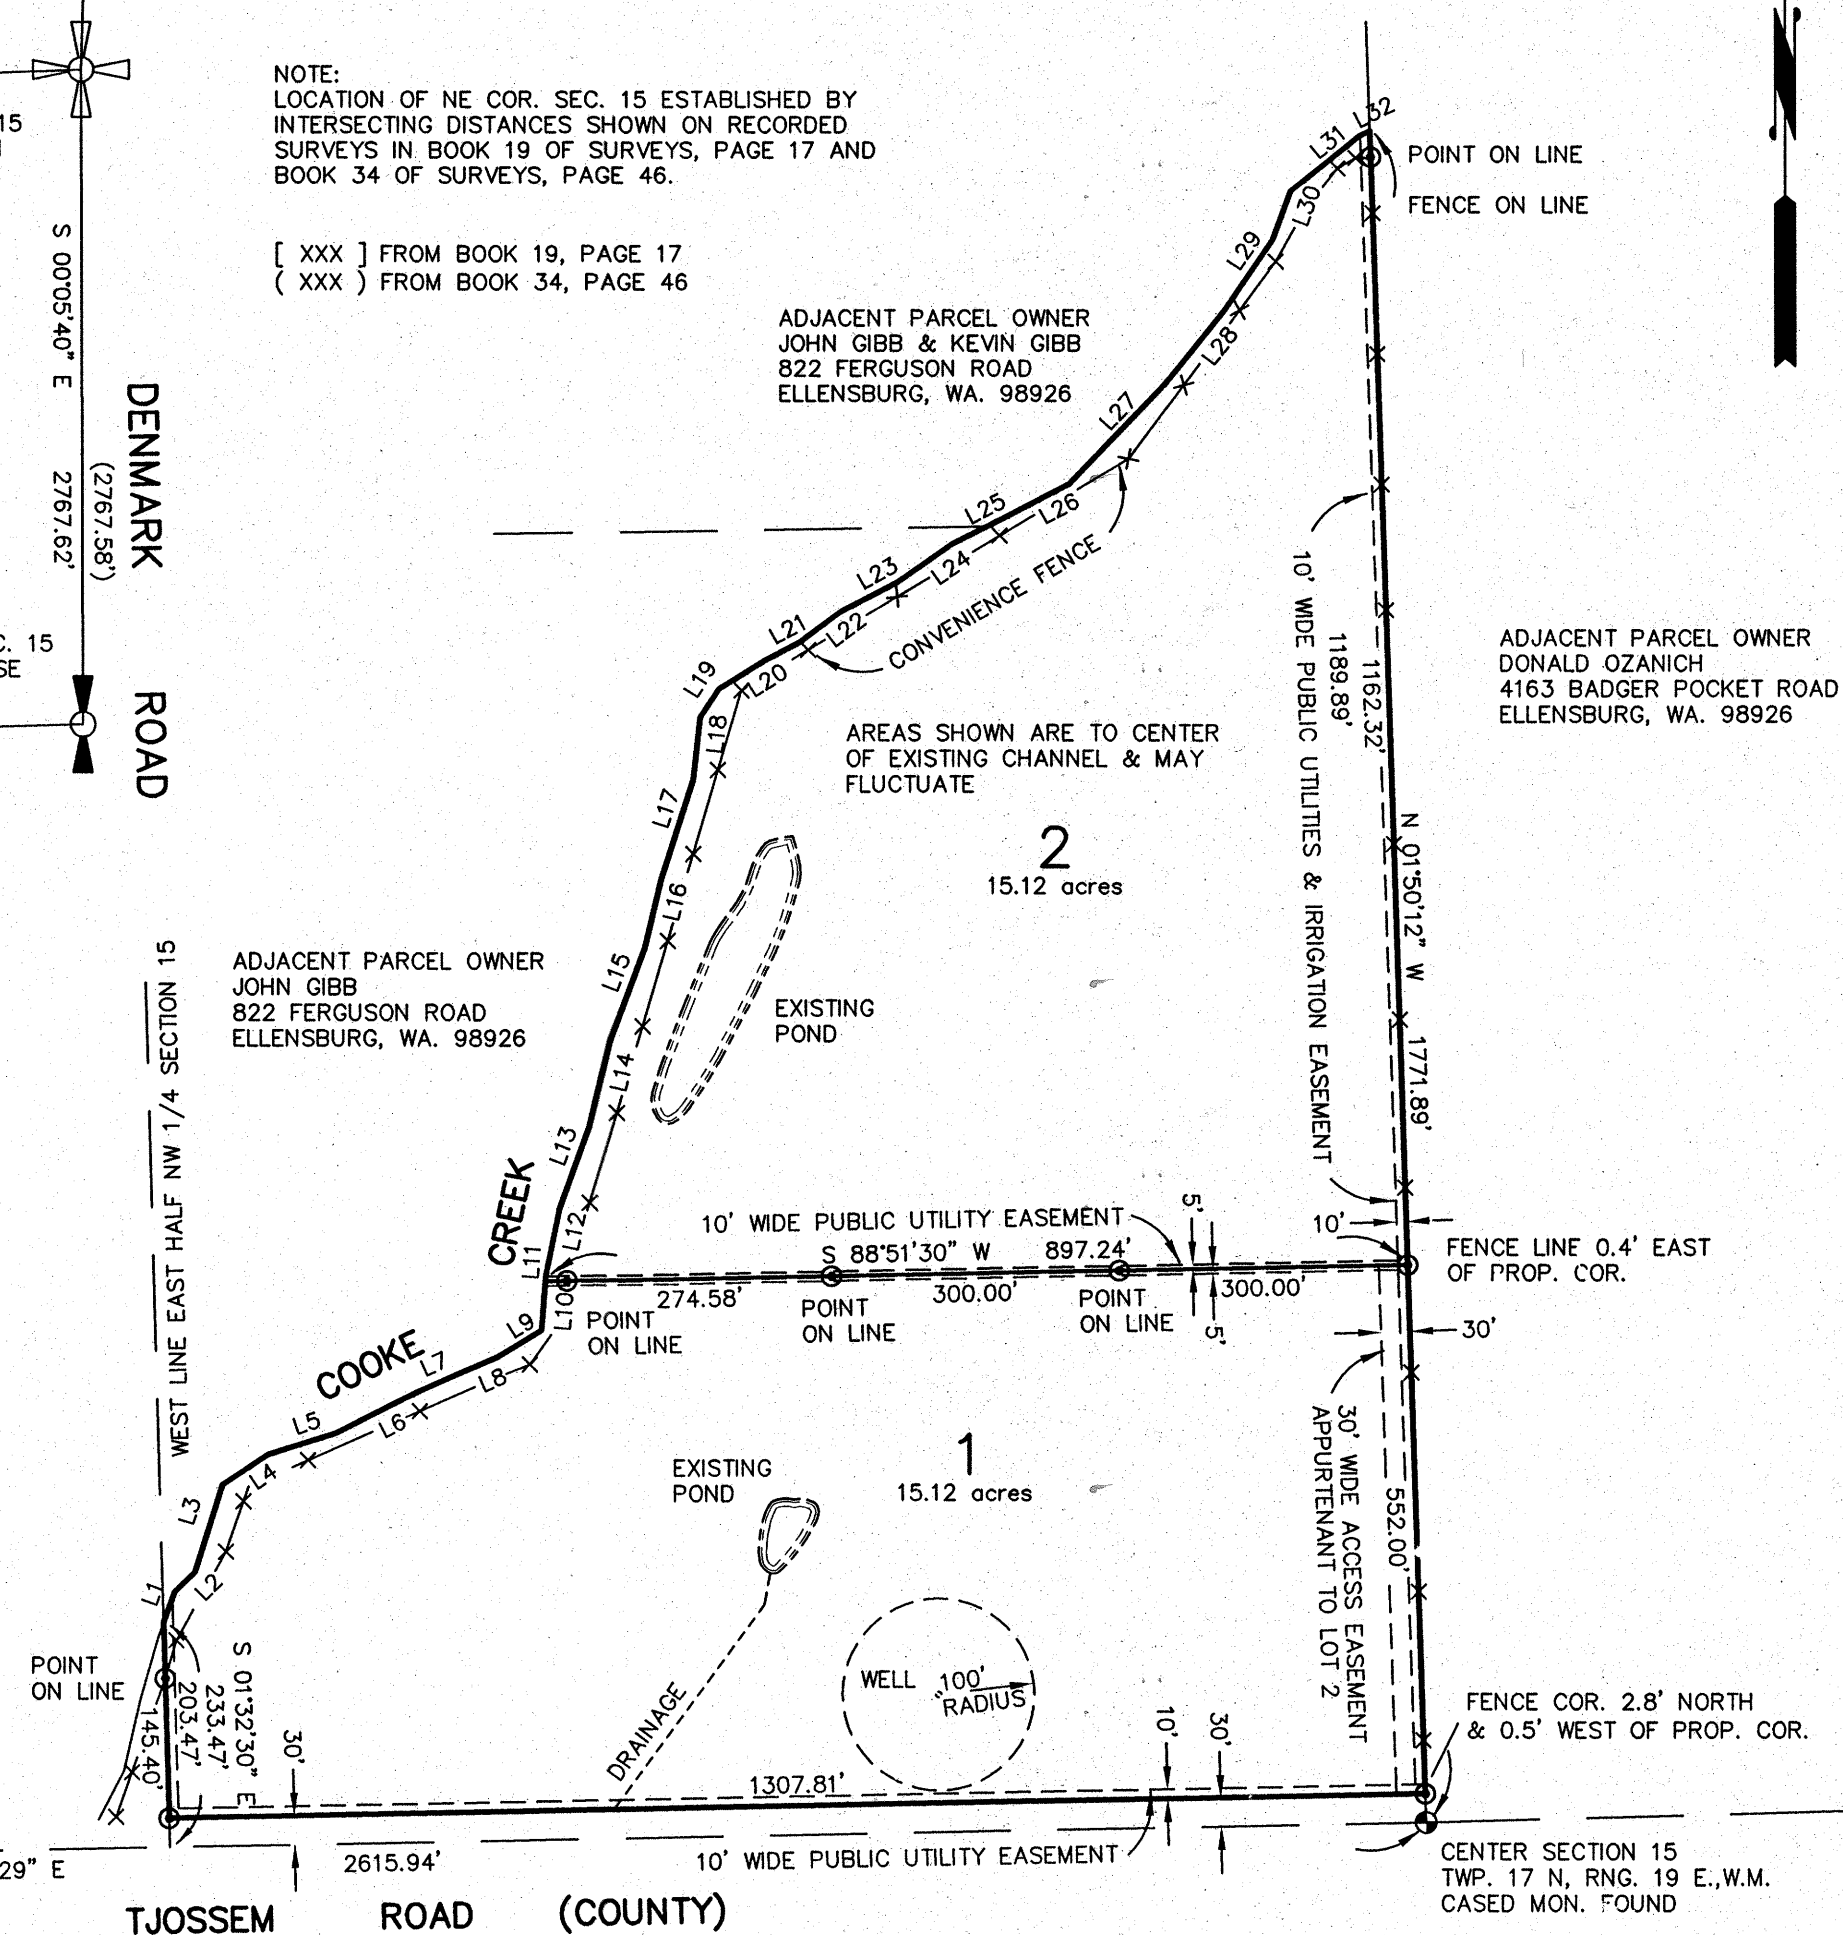 NOTE:
LOCATION OF NE COR. SEC. 15 ESTABLISHED BY
INTERSECTING DISTANCES SHOWN ON RECORDED
SURVEYS IN BOOK 19 OF SURVEYS, PAGE 17 AND
BOOK 34 OF SURVEYS, PAGE 46.
[ XXX ] FROM BOOK 19, PAGE 17
( XXX ) FROM BOOK 34, PAGE 46
15
S 00°05'40" E
2767.62'
(2767.58')
DENMARK ROAD
C. 15
SE
ADJACENT PARCEL OWNER
JOHN GIBB & KEVIN GIBB
822 FERGUSON ROAD
ELLENSBURG, WA. 98926
L32
L31
L30
L29
L28
L27
L26
L25
L24
L23
L22
L21
L20
L19
L18
L17
L16
L15
L14
L13
L12
L11
L10
L9
L8
L7
L6
L5
L4
L3
L2
L1
POINT ON LINE
FENCE ON LINE
CONVENIENCE FENCE
10' WIDE PUBLIC UTILITIES & IRRIGATION EASEMENT
1189.89'
1162.32'
N 01°50'12" W 1771.89'
ADJACENT PARCEL OWNER
DONALD OZANICH
4163 BADGER POCKET ROAD
ELLENSBURG, WA. 98926
AREAS SHOWN ARE TO CENTER
OF EXISTING CHANNEL & MAY
FLUCTUATE
2
15.12 acres
WEST LINE EAST HALF NW 1/4 SECTION 15
ADJACENT PARCEL OWNER
JOHN GIBB
822 FERGUSON ROAD
ELLENSBURG, WA. 98926
EXISTING
POND
COOKE CREEK
10' WIDE PUBLIC UTILITY EASEMENT
S 88°51'30" W 897.24'
5'
5'
10'
FENCE LINE 0.4' EAST
OF PROP. COR.
274.58'
300.00'
300.00'
POINT
ON LINE
POINT
ON LINE
POINT
ON LINE
30'
1
15.12 acres
EXISTING
POND
30' WIDE ACCESS EASEMENT
APPURTENANT TO LOT 2
552.00'
POINT
ON LINE
145.40'
203.47'
233.47'
S 01°32'30" E
30'
DRAINAGE
WELL 100'
RADIUS
10'
30'
FENCE COR. 2.8' NORTH
& 0.5' WEST OF PROP. COR.
1307.81'
29" E
2615.94'
10' WIDE PUBLIC UTILITY EASEMENT
CENTER SECTION 15
TWP. 17 N, RNG. 19 E.,W.M.
CASED MON. FOUND
TJOSSEM ROAD (COUNTY)